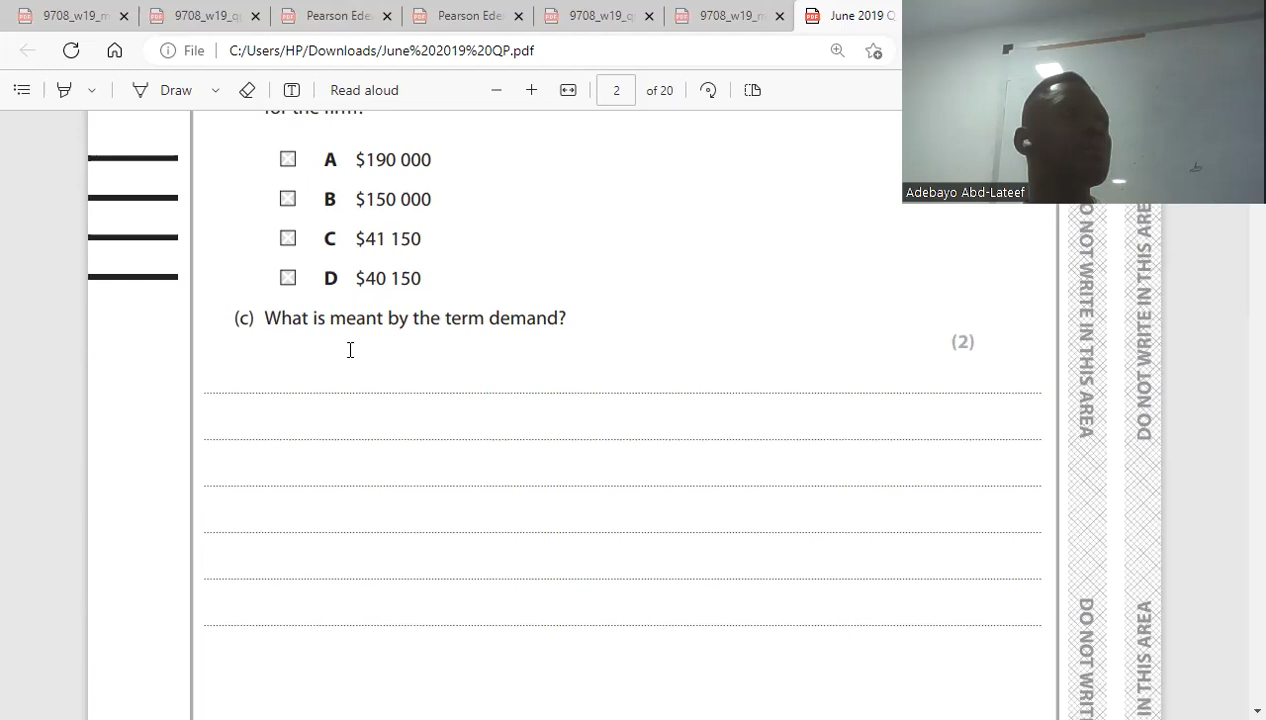 9708_w19_m
9708_w19_q
Pearson Ede
Pearson Ede
9708_w19_q
9708_w19_m
June 2019 Q
File
C:/Users/HP/Downloads/June%202019%20QP.pdf
Draw
Read aloud
2
of 20
for the firm?
A $190 000
B $150 000
C $41 150
D $40 150
(c) What is meant by the term demand?
(2)
Adebayo Abd-Lateef
O NOT WRITE IN THIS AREA
DO NOT WRITE IN THIS ARE
DO NOT WRIT
IN THIS AREA